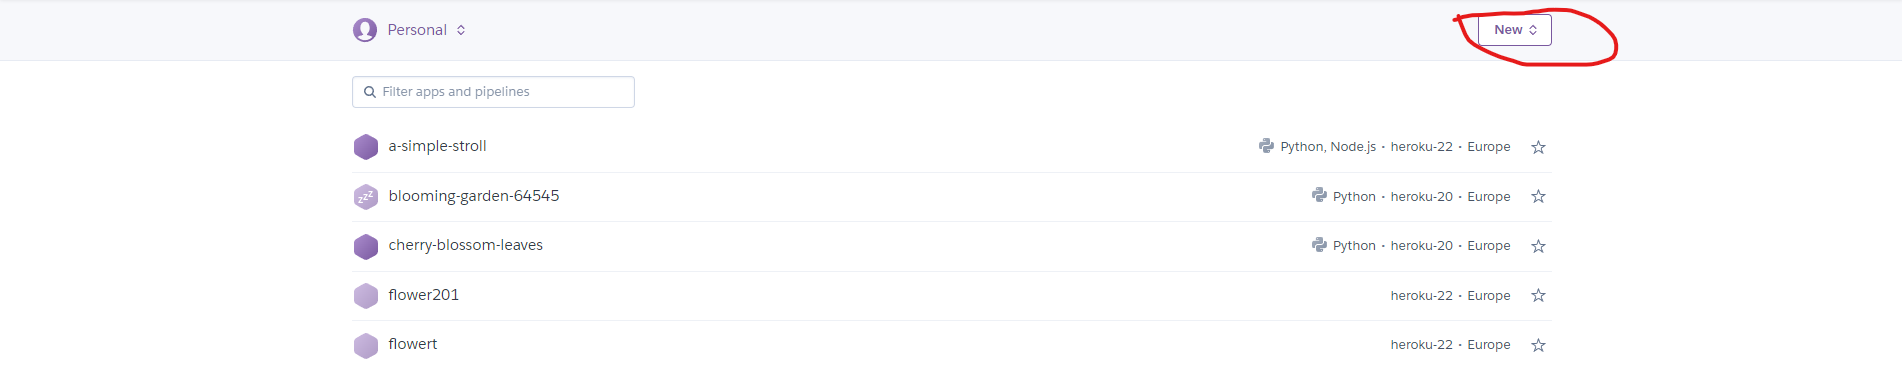 Personal New
Filter apps and pipelines
a-simple-stroll Python, Node.js · heroku-22 · Europe
zzz blooming-garden-64545 Python · heroku-20 · Europe
cherry-blossom-leaves Python · heroku-20 · Europe
flower201 heroku-22 · Europe
flowert heroku-22 · Europe